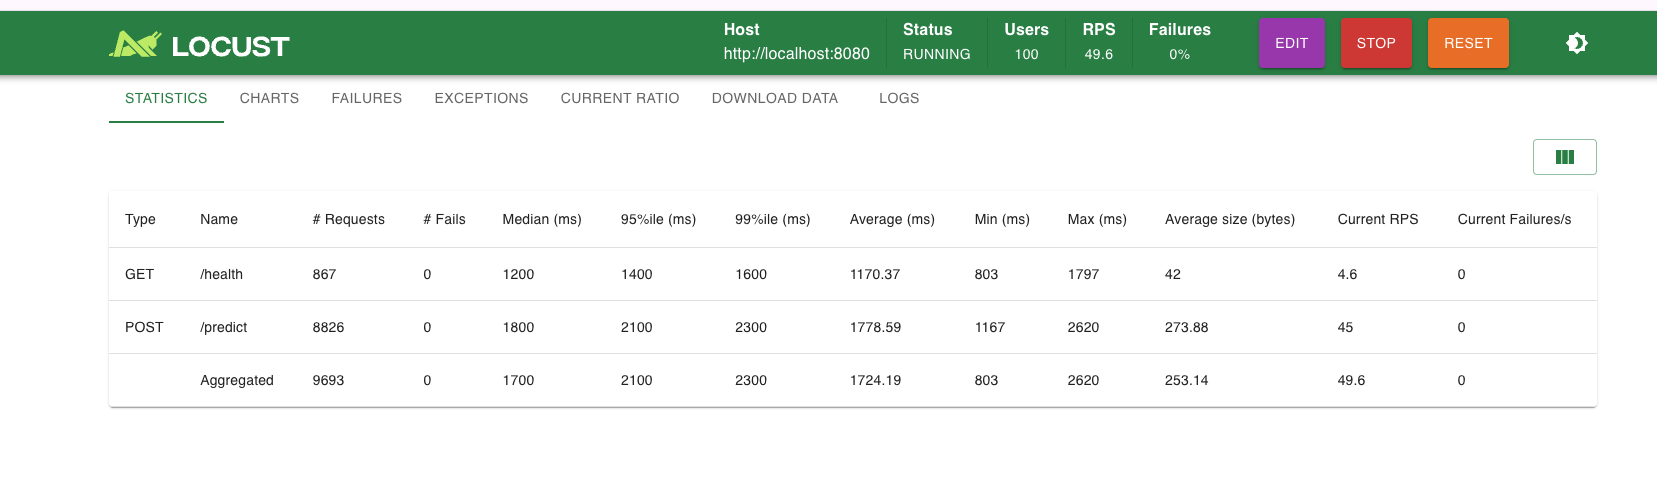 LOCUST
Host Status Users RPS Failures
http://localhost:8080 RUNNING 100 49.6 0%
EDIT STOP RESET
STATISTICS CHARTS FAILURES EXCEPTIONS CURRENT RATIO DOWNLOAD DATA LOGS
Type Name # Requests # Fails Median (ms) 95%ile (ms) 99%ile (ms) Average (ms) Min (ms) Max (ms) Average size (bytes) Current RPS Current Failures/s
GET /health 867 0 1200 1400 1600 1170.37 803 1797 42 4.6 0
POST /predict 8826 0 1800 2100 2300 1778.59 1167 2620 273.88 45 0
Aggregated 9693 0 1700 2100 2300 1724.19 803 2620 253.14 49.6 0